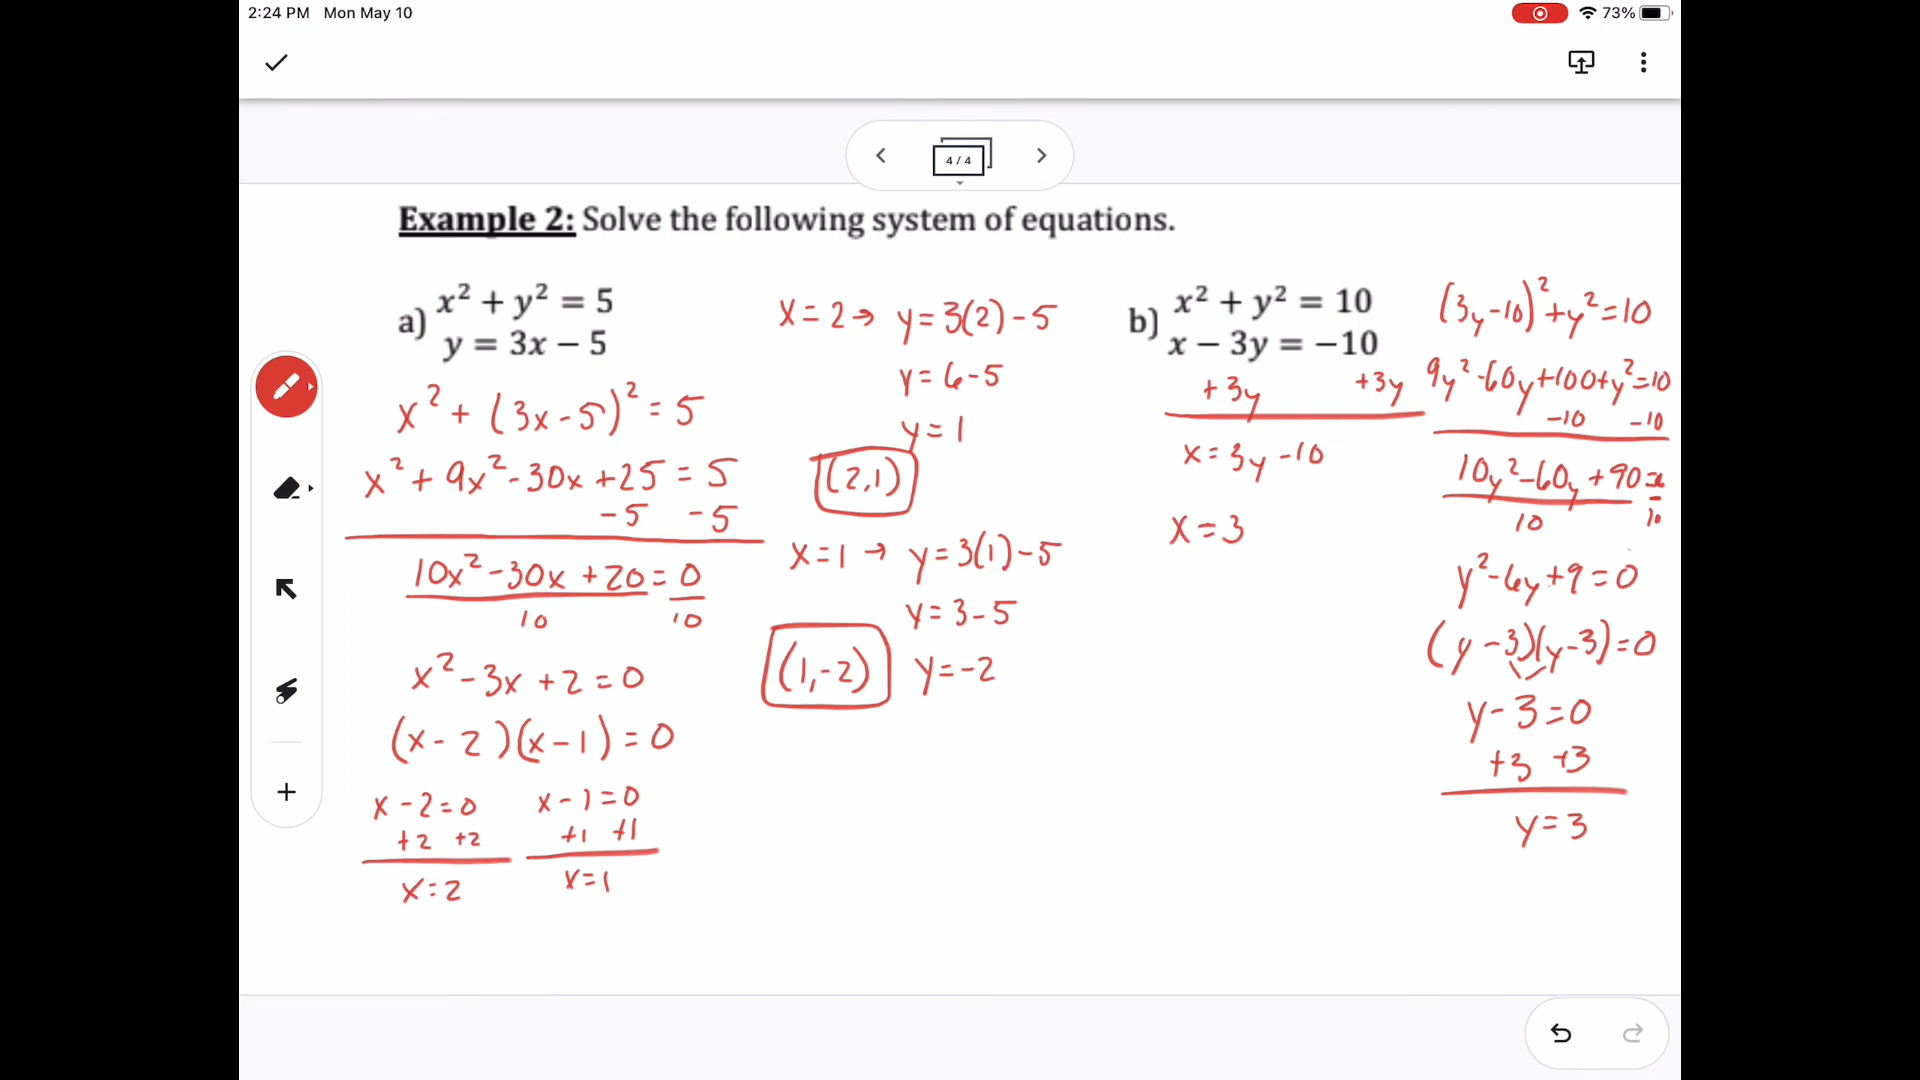 2:24 PM Mon May 10
73%
4 / 4
Example 2: Solve the following system of equations.
a) x² + y² = 5
y = 3x − 5
x² + (3x-5)² = 5
x² + 9x² - 30x + 25 = 5
-5 -5
10x² - 30x + 20 = 0
10 10
x² - 3x + 2 = 0
(x - 2)(x - 1) = 0
x - 2 = 0 x - 1 = 0
+2 +2 +1 +1
x = 2 x = 1
x = 2 → y = 3(2) - 5
y = 6 - 5
y = 1
(2,1)
x = 1 → y = 3(1) - 5
y = 3 - 5
(1,-2) y = -2
b) x² + y² = 10
x − 3y = −10
+3y +3y
x = 3y - 10
x = 3
(3y-10)² + y² = 10
9y² - 60y + 100 + y² = 10
-10 -10
10y² - 60y + 90 =
10 10
y² - 6y + 9 = 0
(y - 3)(y - 3) = 0
y - 3 = 0
+3 +3
y = 3